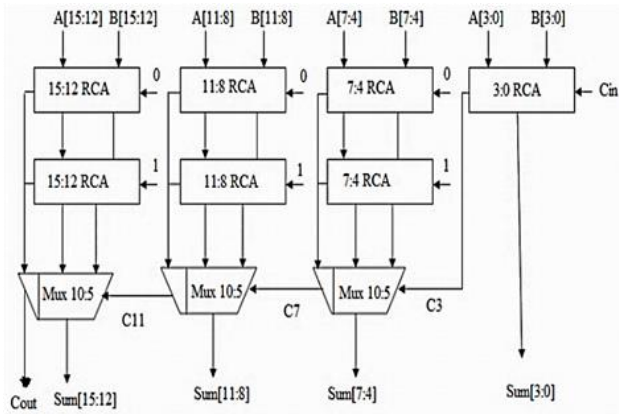 A[15:12] B[15:12] A[11:8] B[11:8] A[7:4] B[7:4] A[3:0] B[3:0]
0 0 0
15:12 RCA 11:8 RCA 7:4 RCA 3:0 RCA Cin
1 1 1
15:12 RCA 11:8 RCA 7:4 RCA
Mux 10:5 Mux 10:5 Mux 10:5
C11 C7 C3
Cout Sum[15:12] Sum[11:8] Sum[7:4] Sum[3:0]